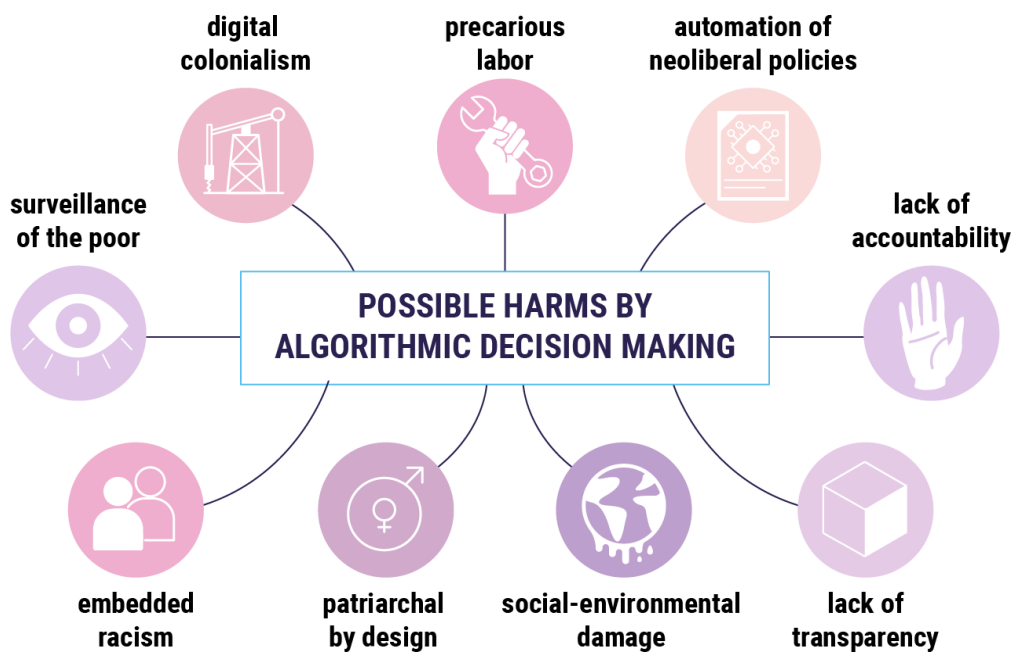 digital
colonialism
precarious
labor
automation of
neoliberal policies
surveillance
of the poor
lack of
accountability
POSSIBLE HARMS BY
ALGORITHMIC DECISION MAKING
embedded
racism
patriarchal
by design
social-environmental
damage
lack of
transparency